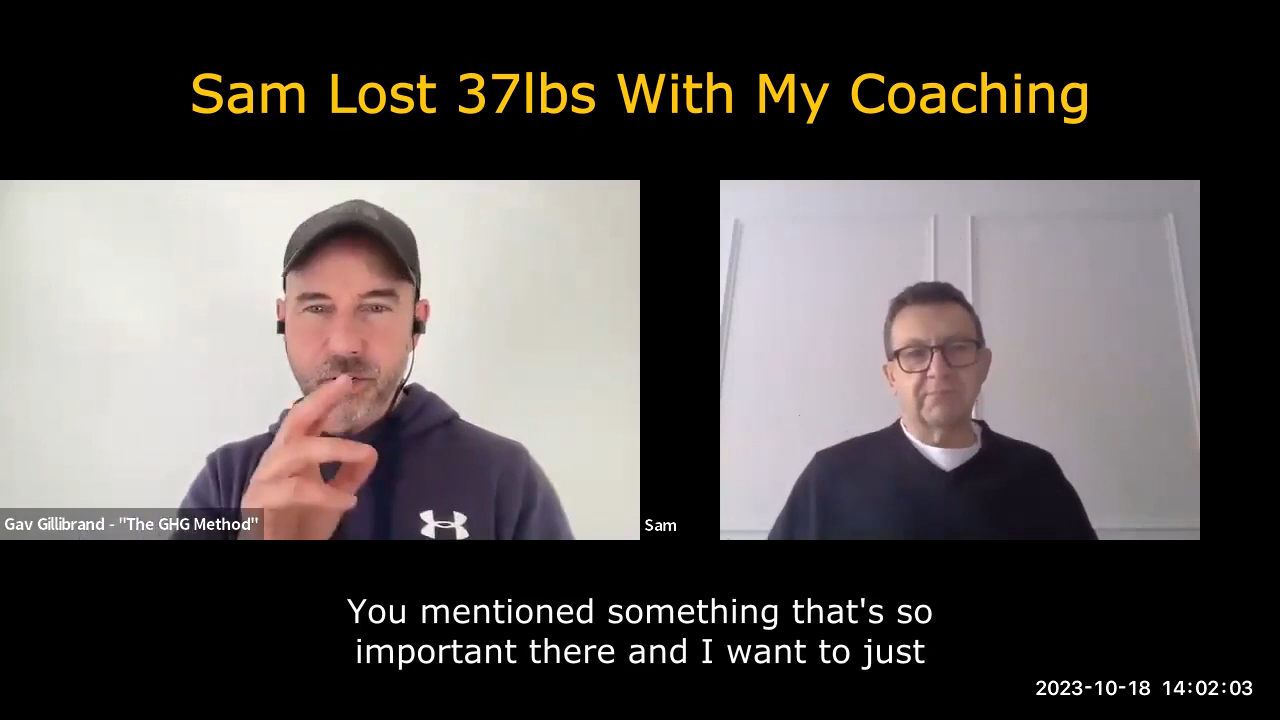 Sam Lost 37lbs With My Coaching
Gav Gillibrand - "The GHG Method"
Sam
You mentioned something that's so
important there and I want to just
2023-10-18 14:02:03